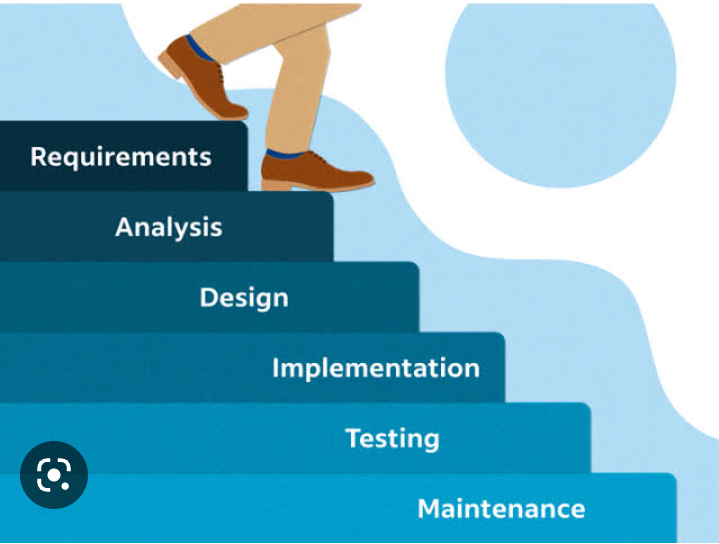 Requirements
Analysis
Design
Implementation
Testing
Maintenance